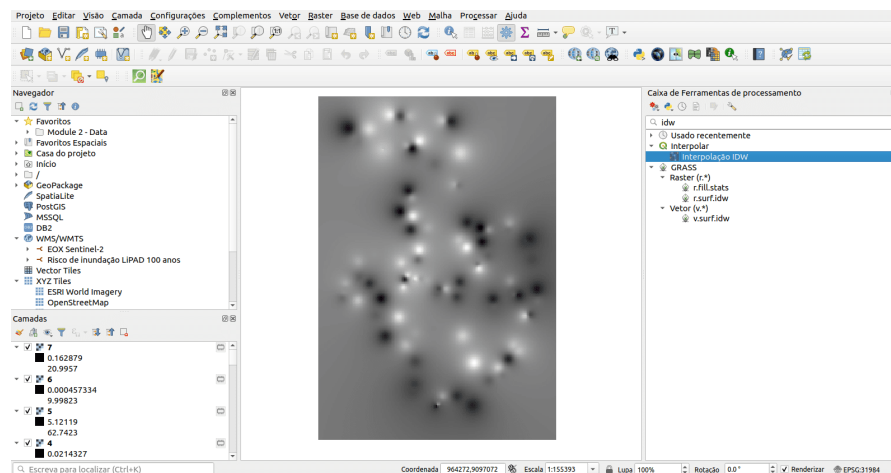 Projeto Editar Visão Camada Configurações Complementos Vetor Raster Base de dados Web Malha Processar Ajuda
Navegador
Favoritos
Module 2 - Data
Favoritos Espaciais
Casa do projeto
Início
/
GeoPackage
SpatiaLite
PostGIS
MSSQL
DB2
WMS/WMTS
EOX Sentinel-2
Risco de inundação LiPAD 100 anos
Vector Tiles
XYZ Tiles
ESRI World Imagery
OpenStreetMap
Camadas
7
0.162879
20.9957
6
0.000457334
9.99823
5
5.12119
62.7423
4
0.0214327
Caixa de Ferramentas de processamento
idw
Usado recentemente
Interpolar
Interpolação IDW
GRASS
Raster (r.*)
r.fill.stats
r.surf.idw
Vetor (v.*)
v.surf.idw
Escreva para localizar (Ctrl+K)
Coordenada 964272,9097072 Escala 1:155393 Lupa 100% Rotação 0.0 ° Renderizar EPSG:31984